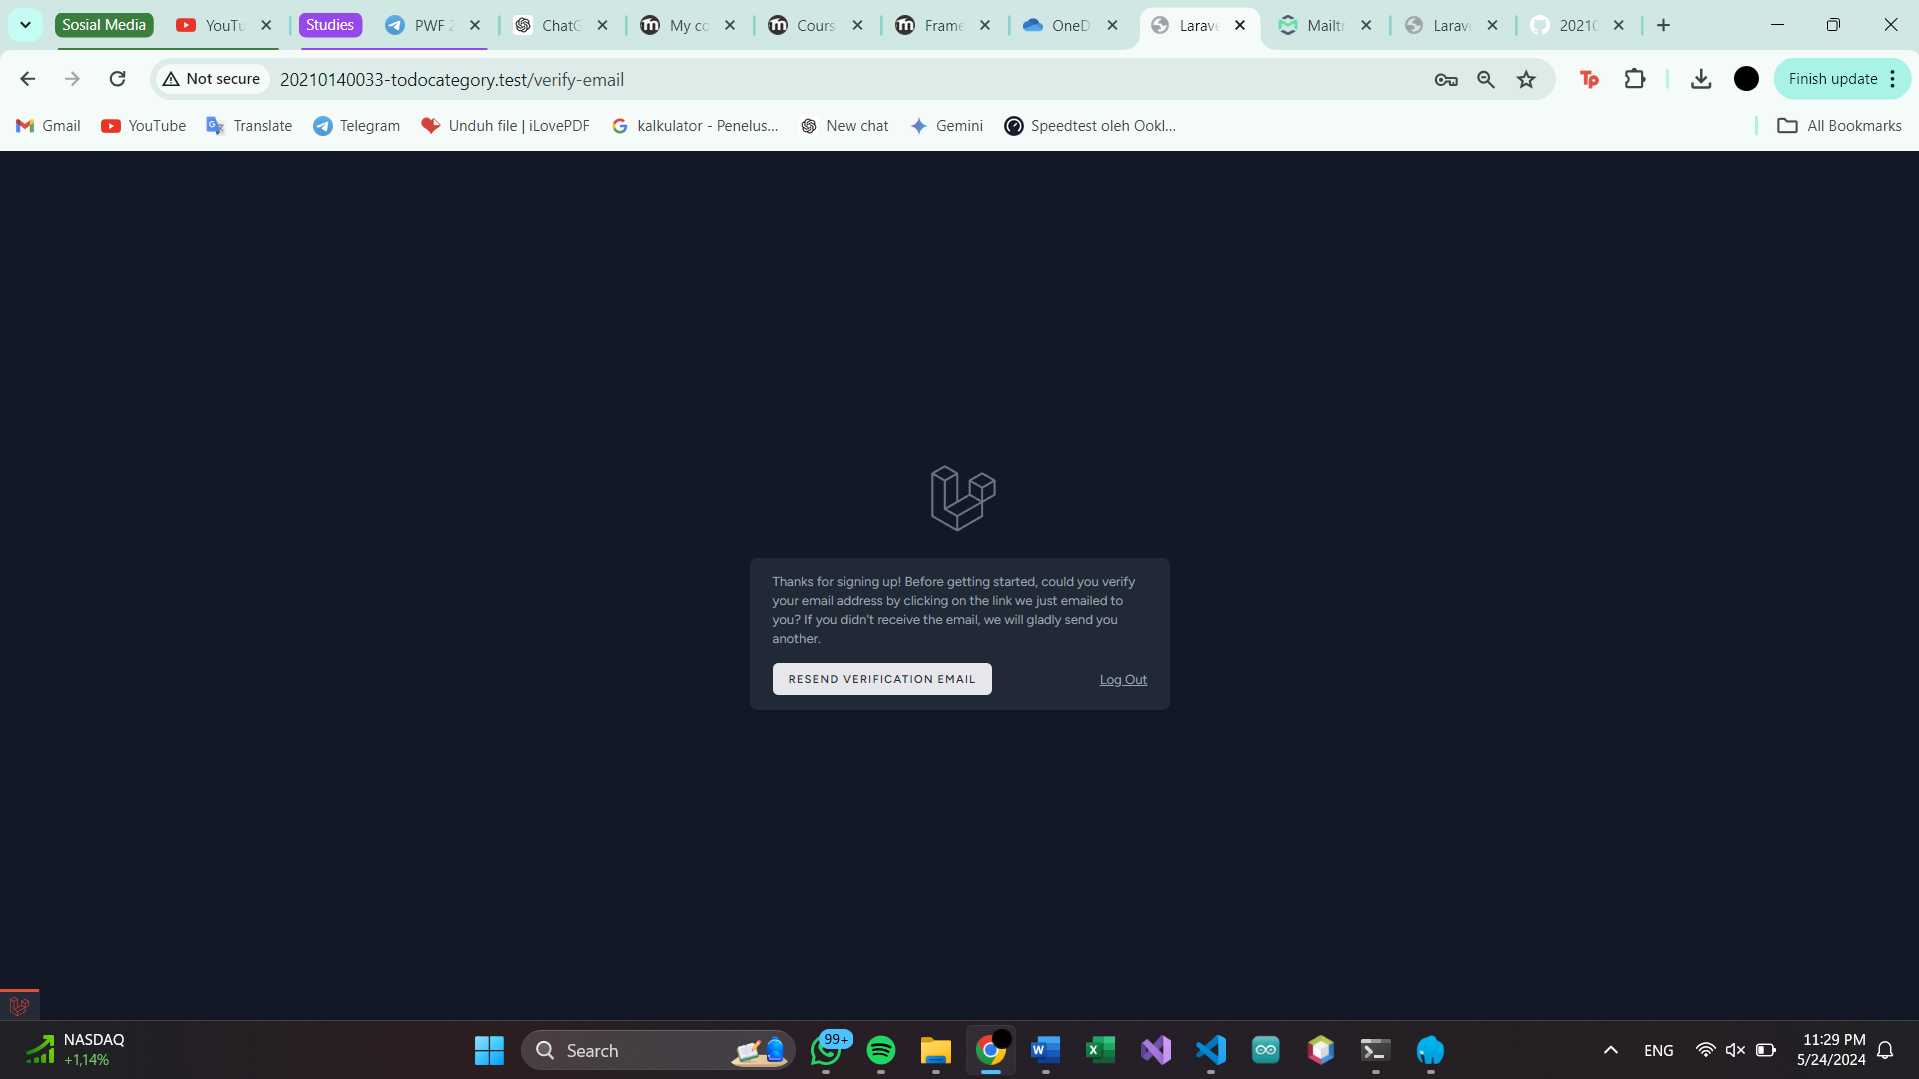 Sosial Media
YouTu
Studies
PWF 2
ChatG
My co
Cours
Frame
OneD
Larave
Mailtr
Larave
20210
Not secure
20210140033-todocategory.test/verify-email
Finish update
Gmail
YouTube
Translate
Telegram
Unduh file | iLovePDF
kalkulator - Penelus...
New chat
Gemini
Speedtest oleh Ookl...
All Bookmarks
Thanks for signing up! Before getting started, could you verify
your email address by clicking on the link we just emailed to
you? If you didn't receive the email, we will gladly send you
another.
RESEND VERIFICATION EMAIL
Log Out
NASDAQ
+1,14%
Search
99+
ENG
11:29 PM
5/24/2024